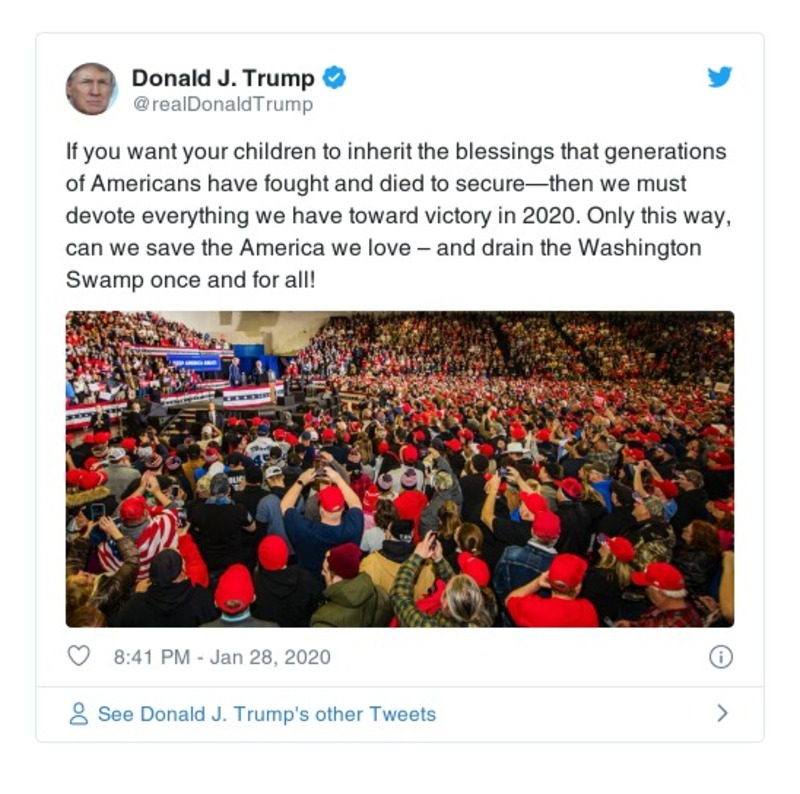 Donald J. Trump
@realDonaldTrump
If you want your children to inherit the blessings that generations
of Americans have fought and died to secure—then we must
devote everything we have toward victory in 2020. Only this way,
can we save the America we love – and drain the Washington
Swamp once and for all!
8:41 PM - Jan 28, 2020
See Donald J. Trump's other Tweets